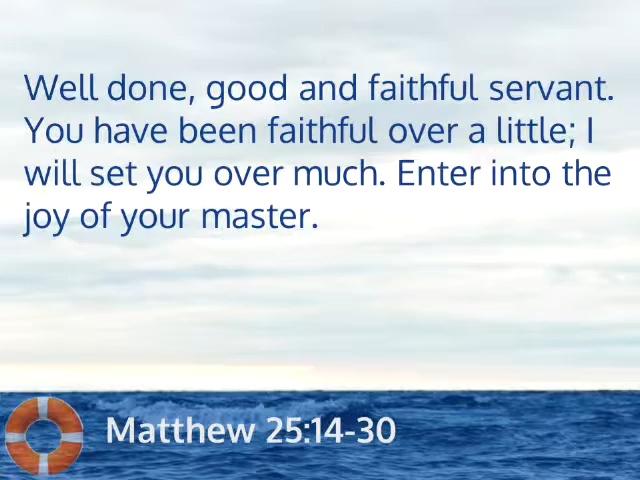 Well done, good and faithful servant.
You have been faithful over a little; I
will set you over much. Enter into the
joy of your master.
Matthew 25:14-30